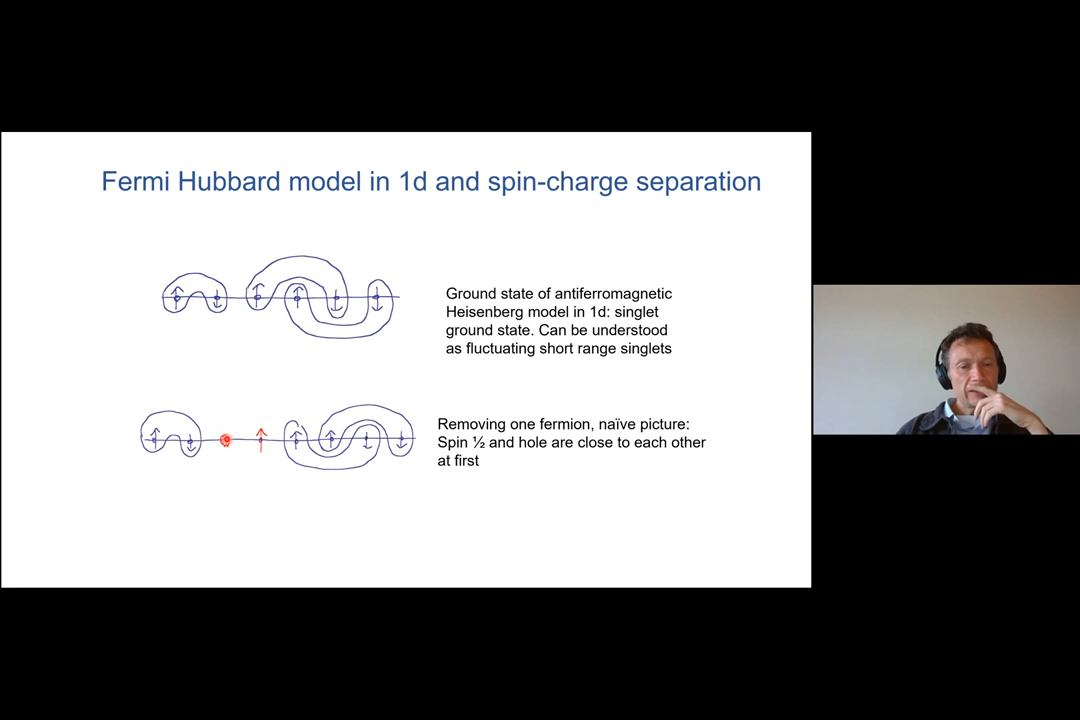 Fermi Hubbard model in 1d and spin-charge separation
Ground state of antiferromagnetic
Heisenberg model in 1d: singlet
ground state. Can be understood
as fluctuating short range singlets
Removing one fermion, naïve picture:
Spin ½ and hole are close to each other
at first